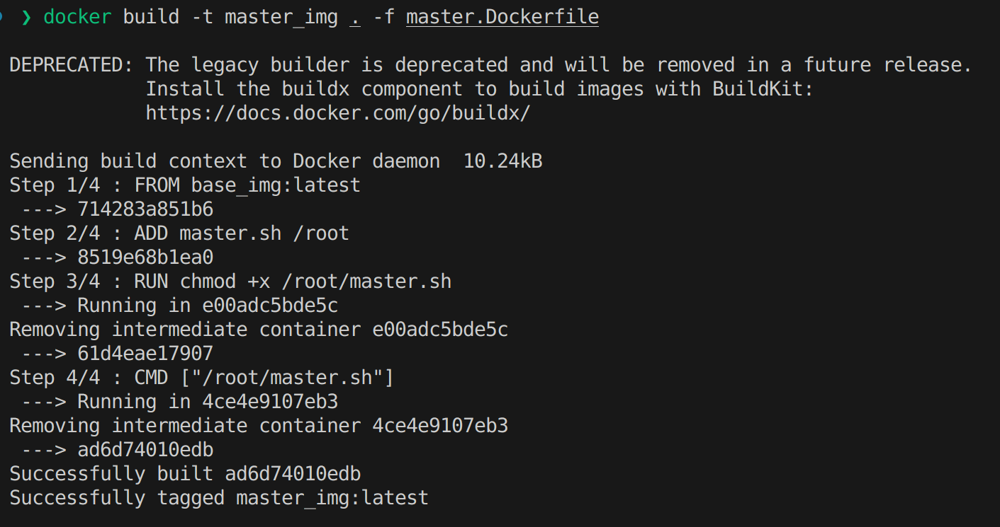 ❯ docker build -t master_img . -f master.Dockerfile
DEPRECATED: The legacy builder is deprecated and will be removed in a future release.
            Install the buildx component to build images with BuildKit:
            https://docs.docker.com/go/buildx/
Sending build context to Docker daemon  10.24kB
Step 1/4 : FROM base_img:latest
 ---> 714283a851b6
Step 2/4 : ADD master.sh /root
 ---> 8519e68b1ea0
Step 3/4 : RUN chmod +x /root/master.sh
 ---> Running in e00adc5bde5c
Removing intermediate container e00adc5bde5c
 ---> 61d4eae17907
Step 4/4 : CMD ["/root/master.sh"]
 ---> Running in 4ce4e9107eb3
Removing intermediate container 4ce4e9107eb3
 ---> ad6d74010edb
Successfully built ad6d74010edb
Successfully tagged master_img:latest